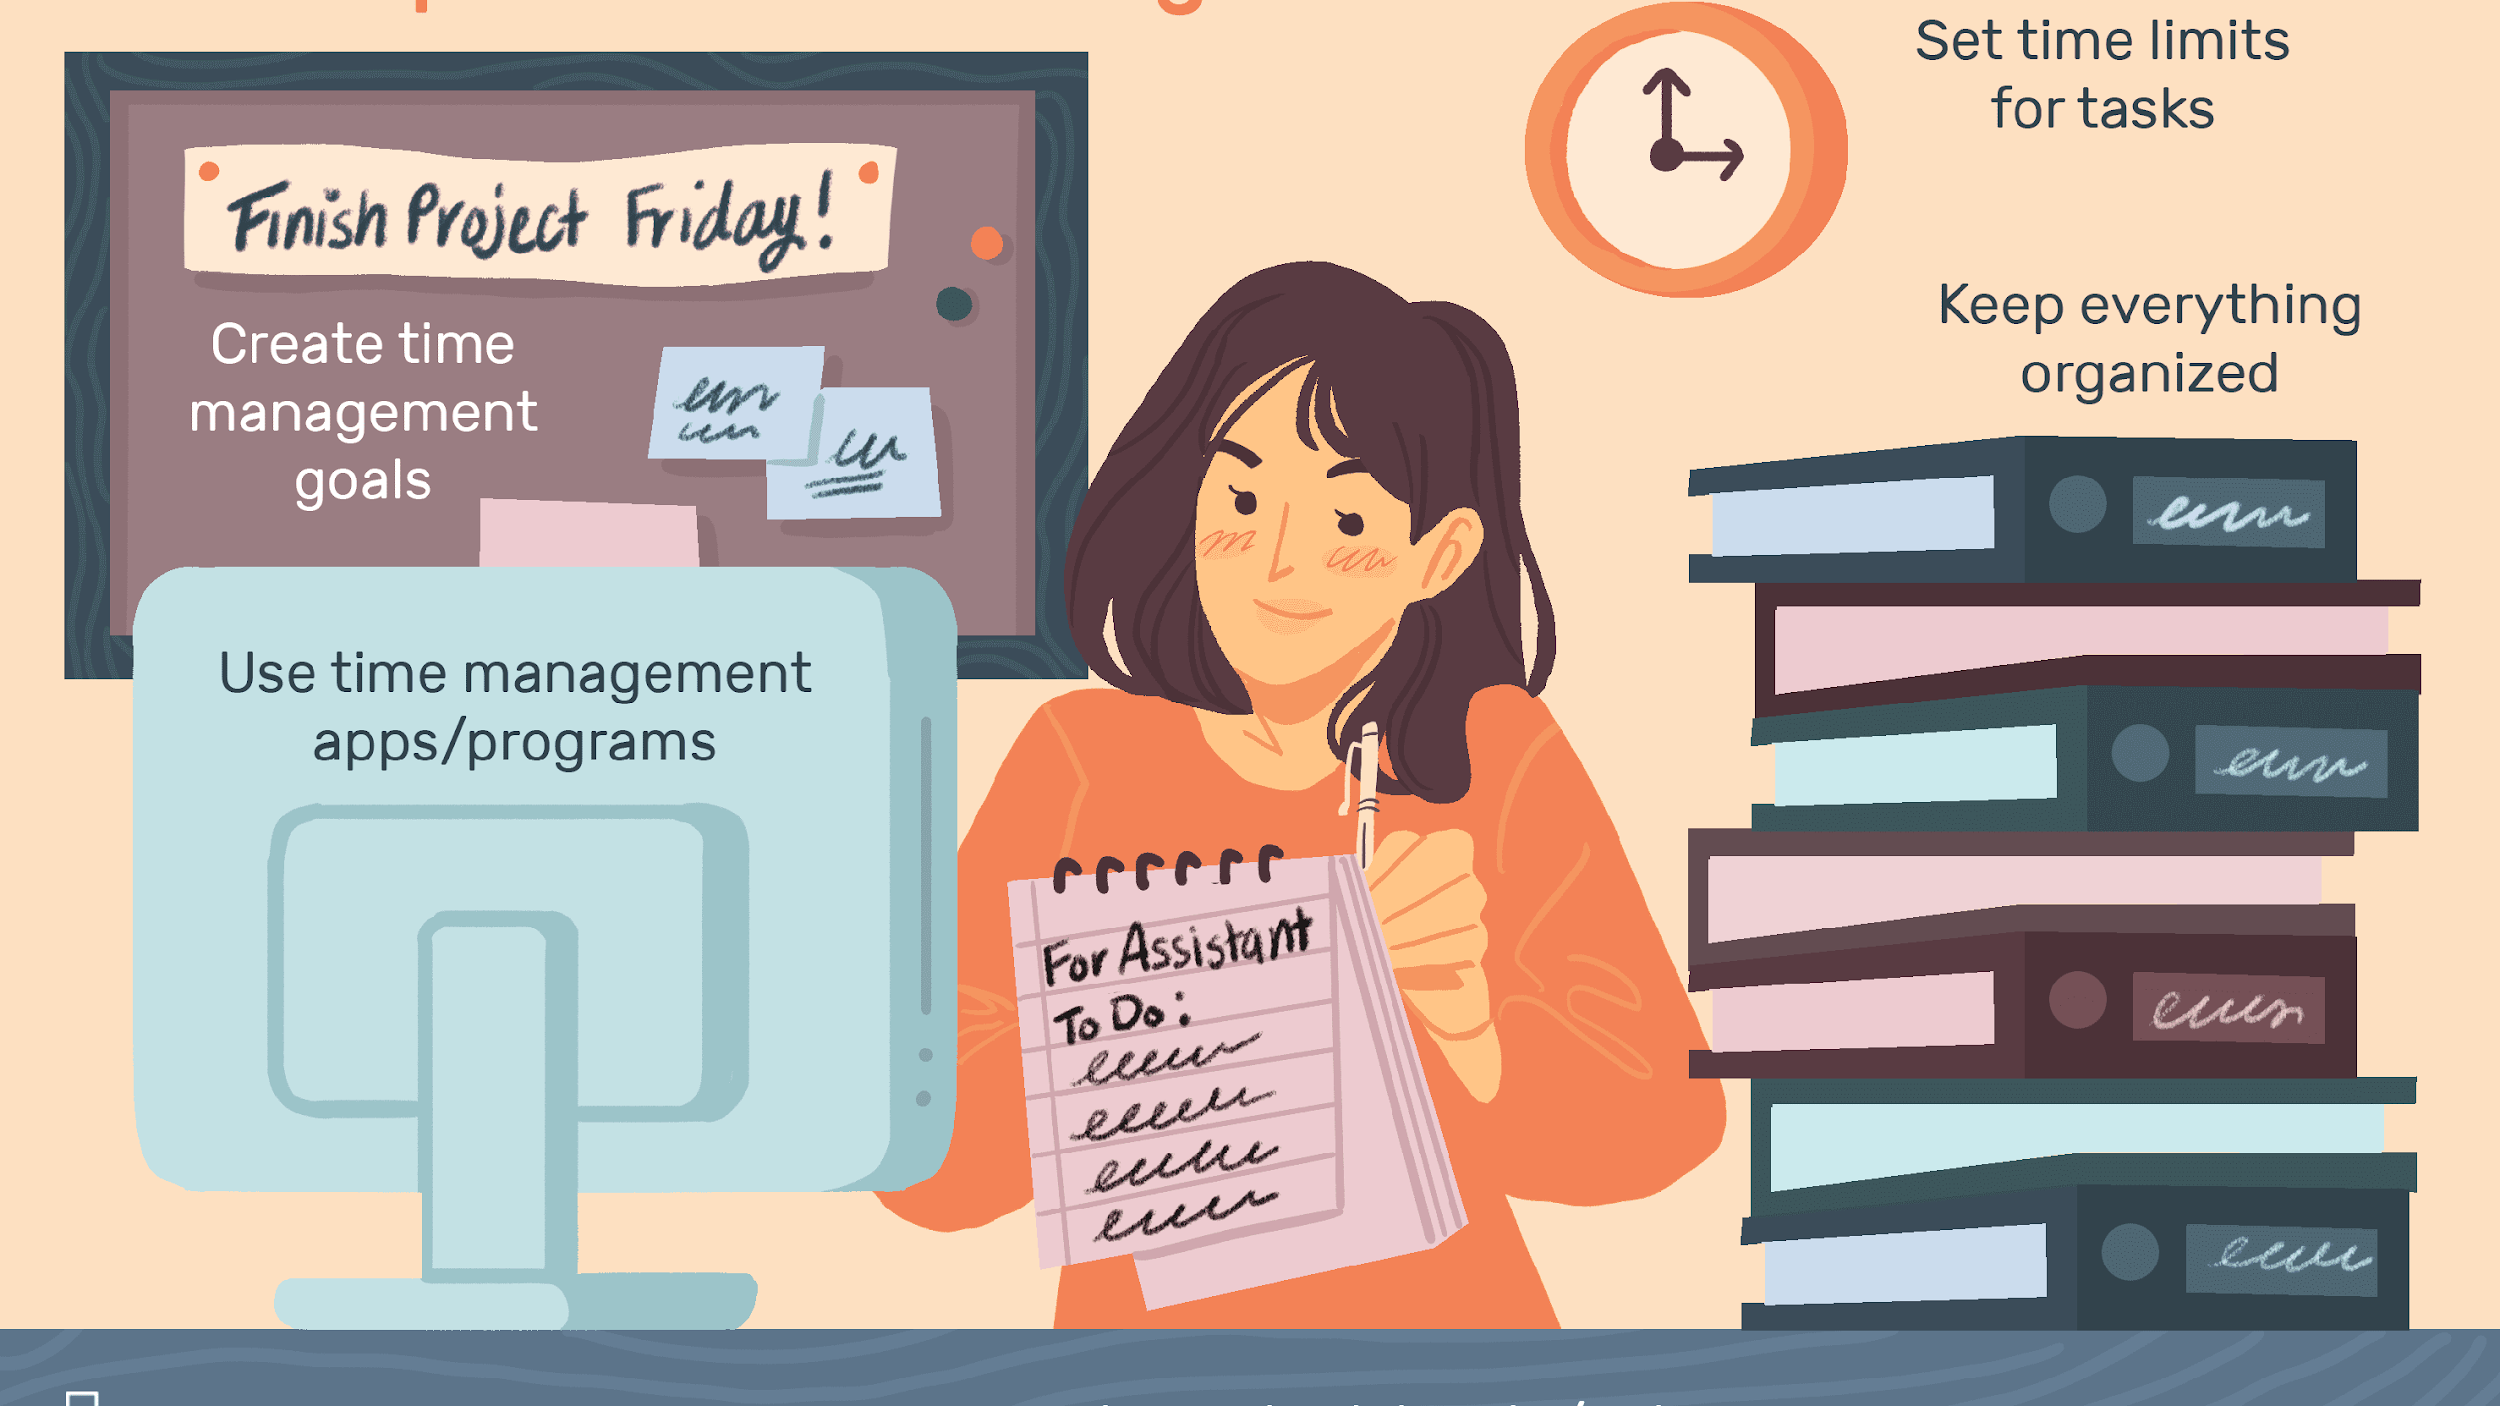 Set time limits
for tasks
Finish Project Friday!
Create time
management
goals
Keep everything
organized
Use time management
apps/programs
For Assistant
To Do: